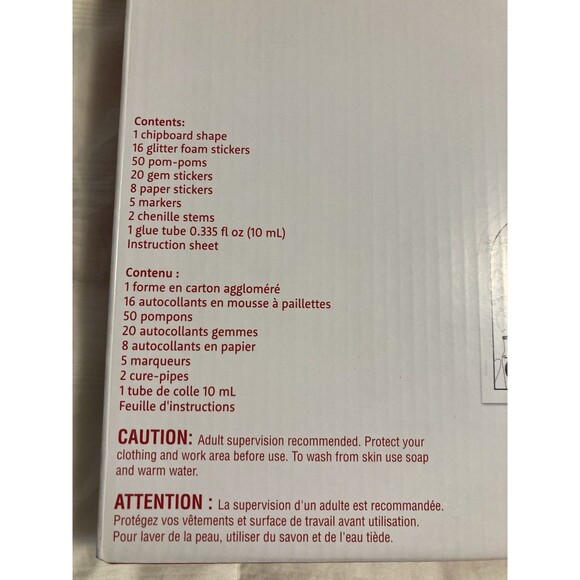 Contents:
1 chipboard shape
16 glitter foam stickers
50 pom-poms
20 gem stickers
8 paper stickers
5 markers
2 chenille stems
1 glue tube 0.335 fl oz (10 mL)
Instruction sheet
Contenu :
1 forme en carton aggloméré
16 autocollants en mousse à paillettes
50 pompons
20 autocollants gemmes
8 autocollants en papier
5 marqueurs
2 cure-pipes
1 tube de colle 10 mL
Feuille d'instructions
CAUTION: Adult supervision recommended. Protect your
clothing and work area before use. To wash from skin use soap
and warm water.
ATTENTION : La supervision d'un adulte est recommandée.
Protégez vos vêtements et surface de travail avant utilisation.
Pour laver de la peau, utiliser du savon et de l'eau tiède.